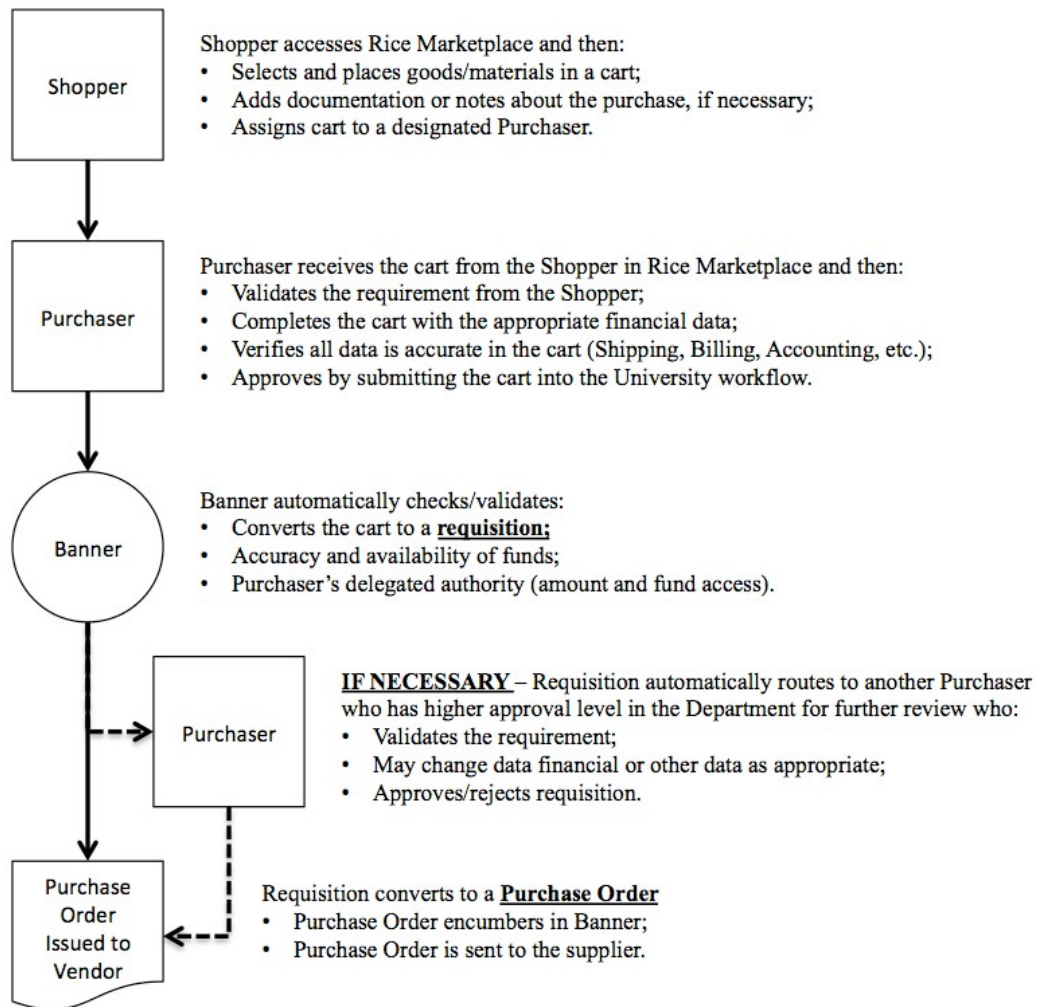 Shopper
Shopper accesses Rice Marketplace and then:
• Selects and places goods/materials in a cart;
• Adds documentation or notes about the purchase, if necessary;
• Assigns cart to a designated Purchaser.
Purchaser
Purchaser receives the cart from the Shopper in Rice Marketplace and then:
• Validates the requirement from the Shopper;
• Completes the cart with the appropriate financial data;
• Verifies all data is accurate in the cart (Shipping, Billing, Accounting, etc.);
• Approves by submitting the cart into the University workflow.
Banner
Banner automatically checks/validates:
• Converts the cart to a requisition;
• Accuracy and availability of funds;
• Purchaser’s delegated authority (amount and fund access).
Purchaser
IF NECESSARY – Requisition automatically routes to another Purchaser
who has higher approval level in the Department for further review who:
• Validates the requirement;
• May change data financial or other data as appropriate;
• Approves/rejects requisition.
Purchase
Order
Issued to
Vendor
Requisition converts to a Purchase Order
• Purchase Order encumbers in Banner;
• Purchase Order is sent to the supplier.